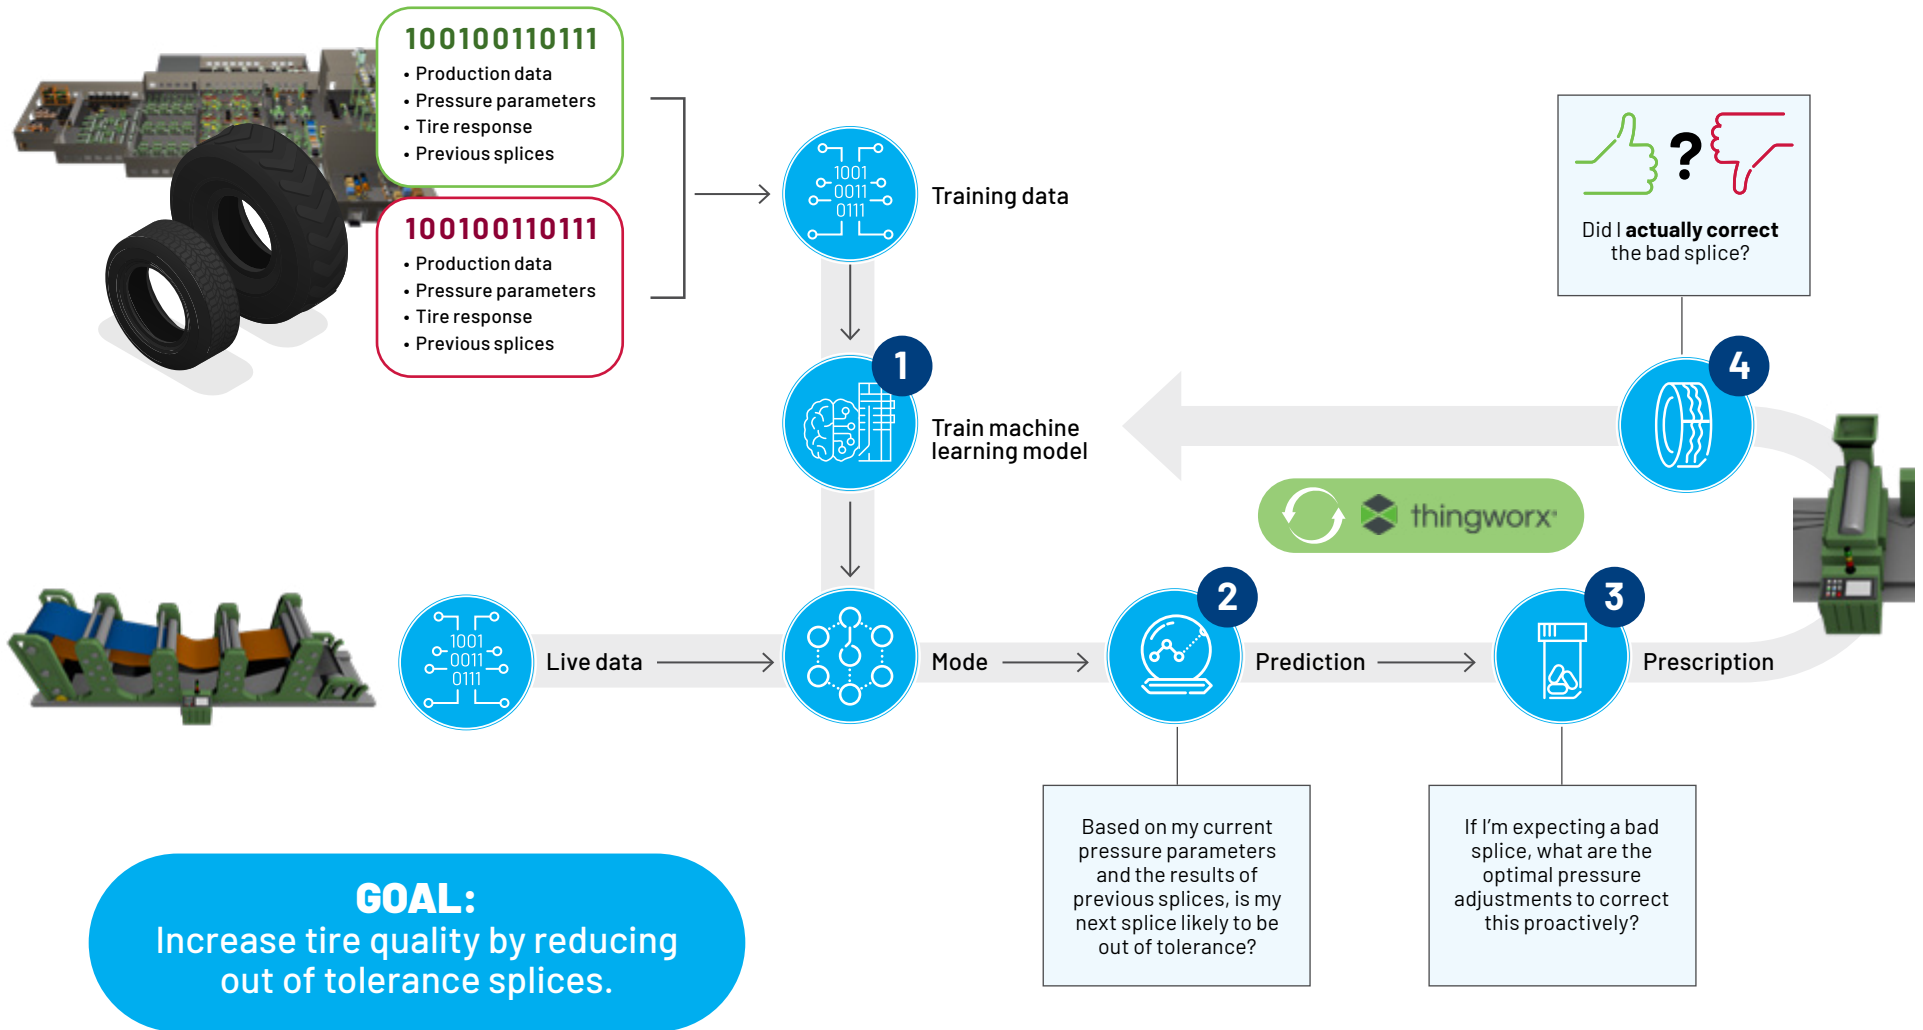 100100110111
• Production data
• Pressure parameters
• Tire response
• Previous splices
100100110111
• Production data
• Pressure parameters
• Tire response
• Previous splices
1001
0011
0111
Training data
1
Train machine
learning model
?
Did I actually correct
the bad splice?
4
thingworx®
1001
0011
0111
Live data
Mode
2
Prediction
3
Prescription
Based on my current
pressure parameters
and the results of
previous splices, is my
next splice likely to be
out of tolerance?
If I’m expecting a bad
splice, what are the
optimal pressure
adjustments to correct
this proactively?
GOAL:
Increase tire quality by reducing
out of tolerance splices.